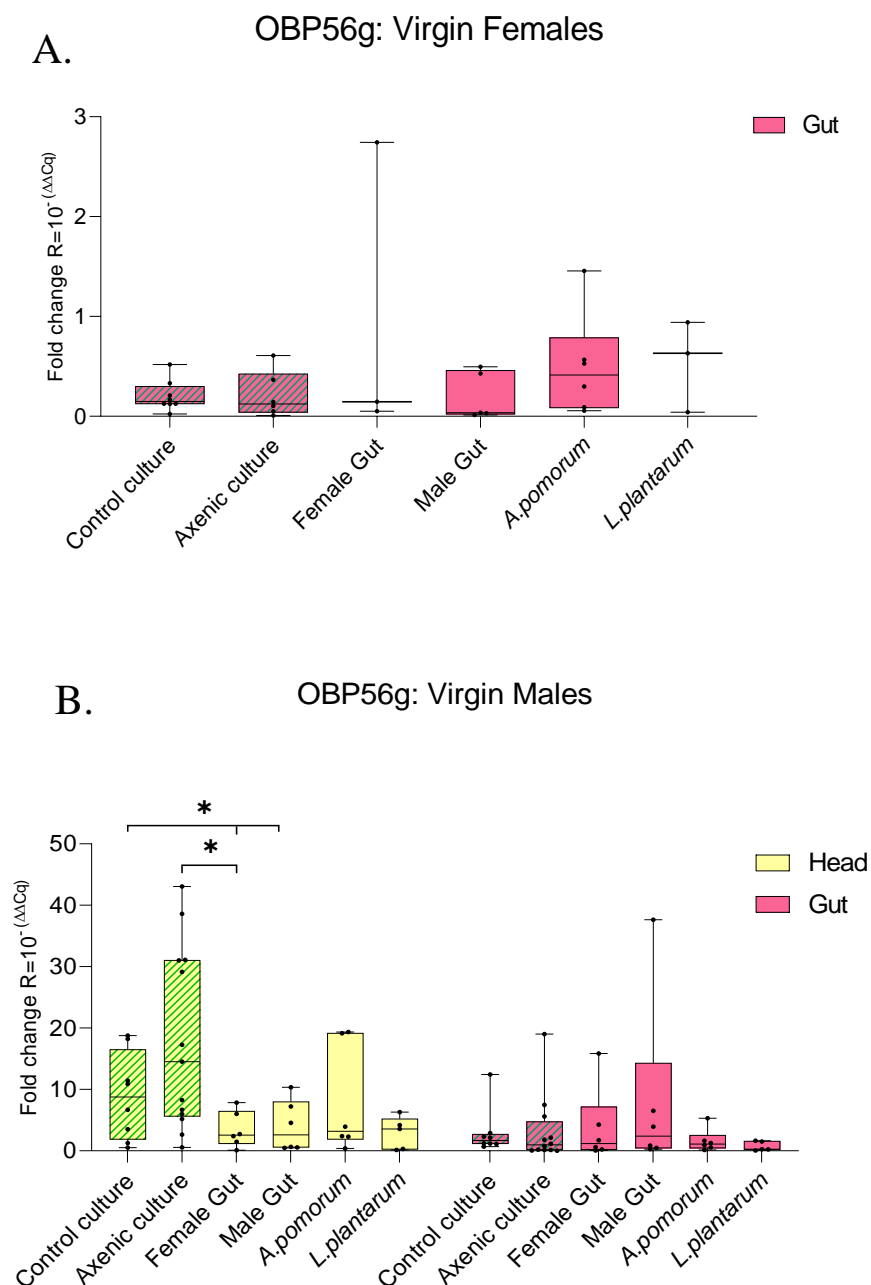 OBP56g: Virgin Females
A.
Fold change R=10^-(ΔΔCq)
3
2
1
0
Gut
Control culture
Axenic culture
Female Gut
Male Gut
A.pomorum
L.plantarum
OBP56g: Virgin Males
B.
Fold change R=10^-(ΔΔCq)
50
40
30
20
10
0
*
*
Head
Gut
Control culture
Axenic culture
Female Gut
Male Gut
A.pomorum
L.plantarum
Control culture
Axenic culture
Female Gut
Male Gut
A.pomorum
L.plantarum